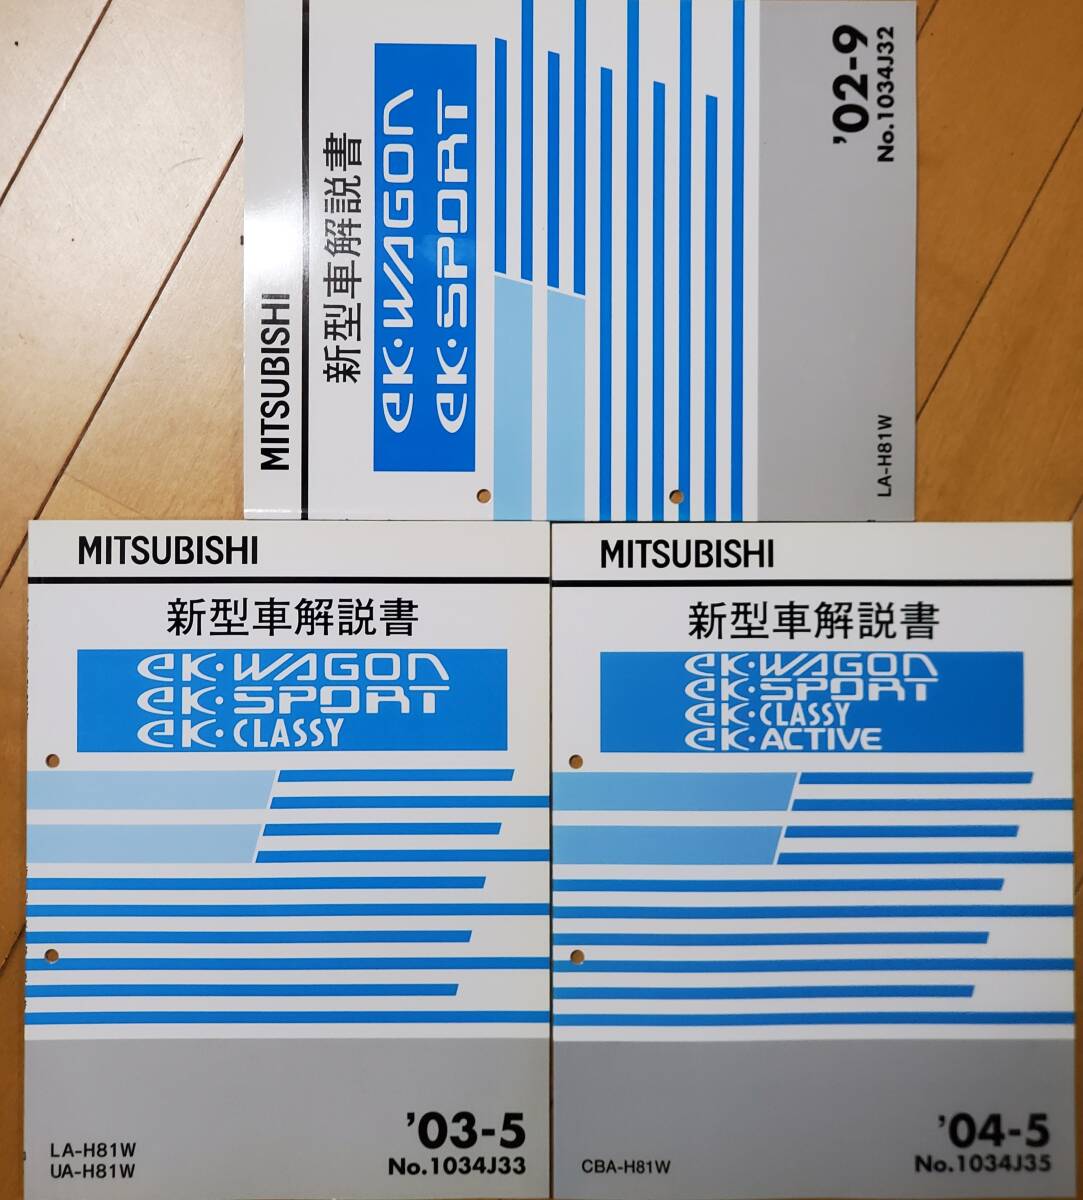 MITSUBISHI
新型車解説書
eK·WAGON
eK·SPORT
'02-9
No.1034J32
LA-H81W
MITSUBISHI
新型車解説書
eK·WAGON
eK·SPORT
eK·CLASSY
LA-H81W
UA-H81W
'03-5
No.1034J33
MITSUBISHI
新型車解説書
eK·WAGON
eK·SPORT
eK·CLASSY
eK·ACTIVE
CBA-H81W
'04-5
No.1034J35